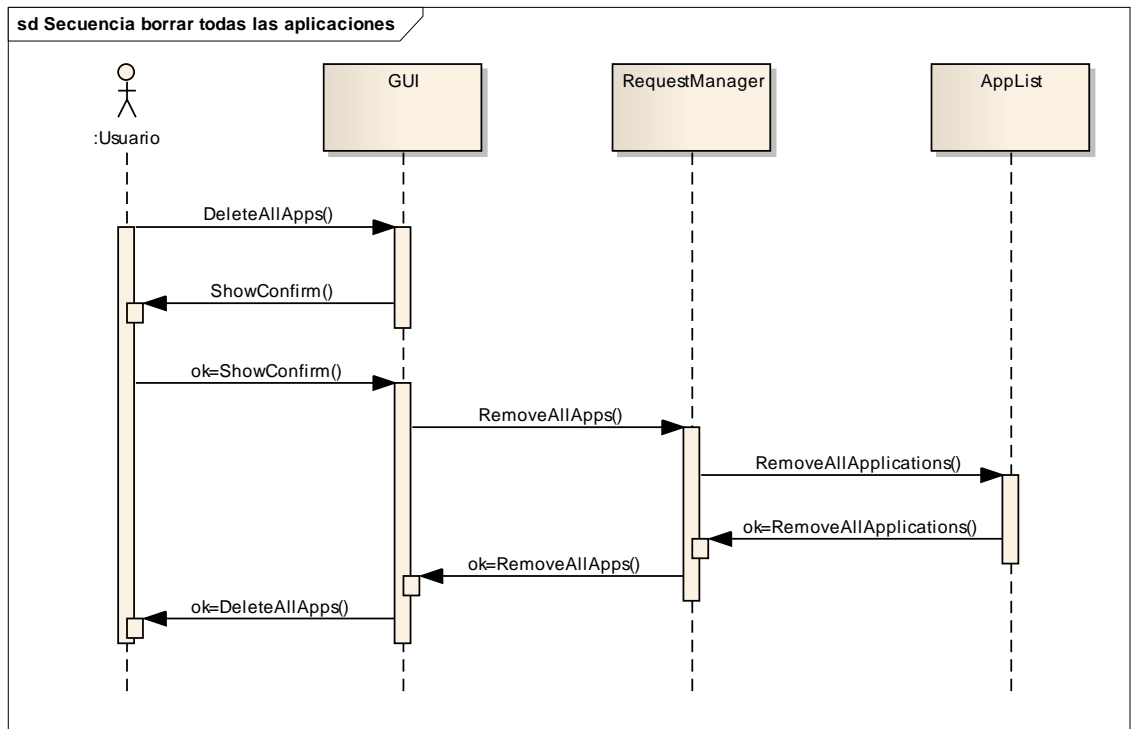 sd Secuencia borrar todas las aplicaciones
:Usuario
GUI
RequestManager
AppList
DeleteAllApps()
ShowConfirm()
ok=ShowConfirm()
RemoveAllApps()
RemoveAllApplications()
ok=RemoveAllApplications()
ok=RemoveAllApps()
ok=DeleteAllApps()